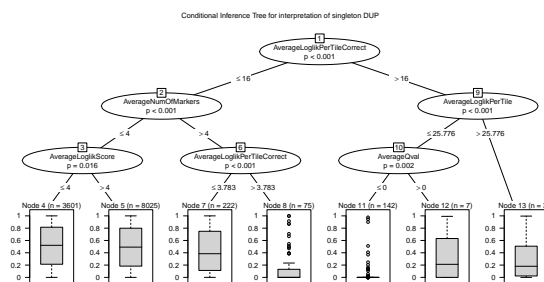 Conditional Inference Tree for interpretation of singleton DUP
1
AverageLoglikPerTileCorrect
p < 0.001
≤ 16
> 16
2
AverageNumOfMarkers
p < 0.001
9
AverageLoglikPerTile
p < 0.001
≤ 4
> 4
≤ 25.776
> 25.776
3
AverageLoglikScore
p = 0.016
6
AverageLoglikPerTileCorrect
p < 0.001
10
AverageQval
p = 0.002
≤ 4
> 4
≤ 3.783
> 3.783
≤ 0
> 0
Node 4 (n = 3601)
Node 5 (n = 8025)
Node 7 (n = 222)
Node 8 (n = 75)
Node 11 (n = 142)
Node 12 (n = 7)
Node 13 (n =
1 1 1 1 1 1 1
0.8 0.8 0.8 0.8 0.8 0.8 0.8
0.6 0.6 0.6 0.6 0.6 0.6 0.6
0.4 0.4 0.4 0.4 0.4 0.4 0.4
0.2 0.2 0.2 0.2 0.2 0.2 0.2
0 0 0 0 0 0 0